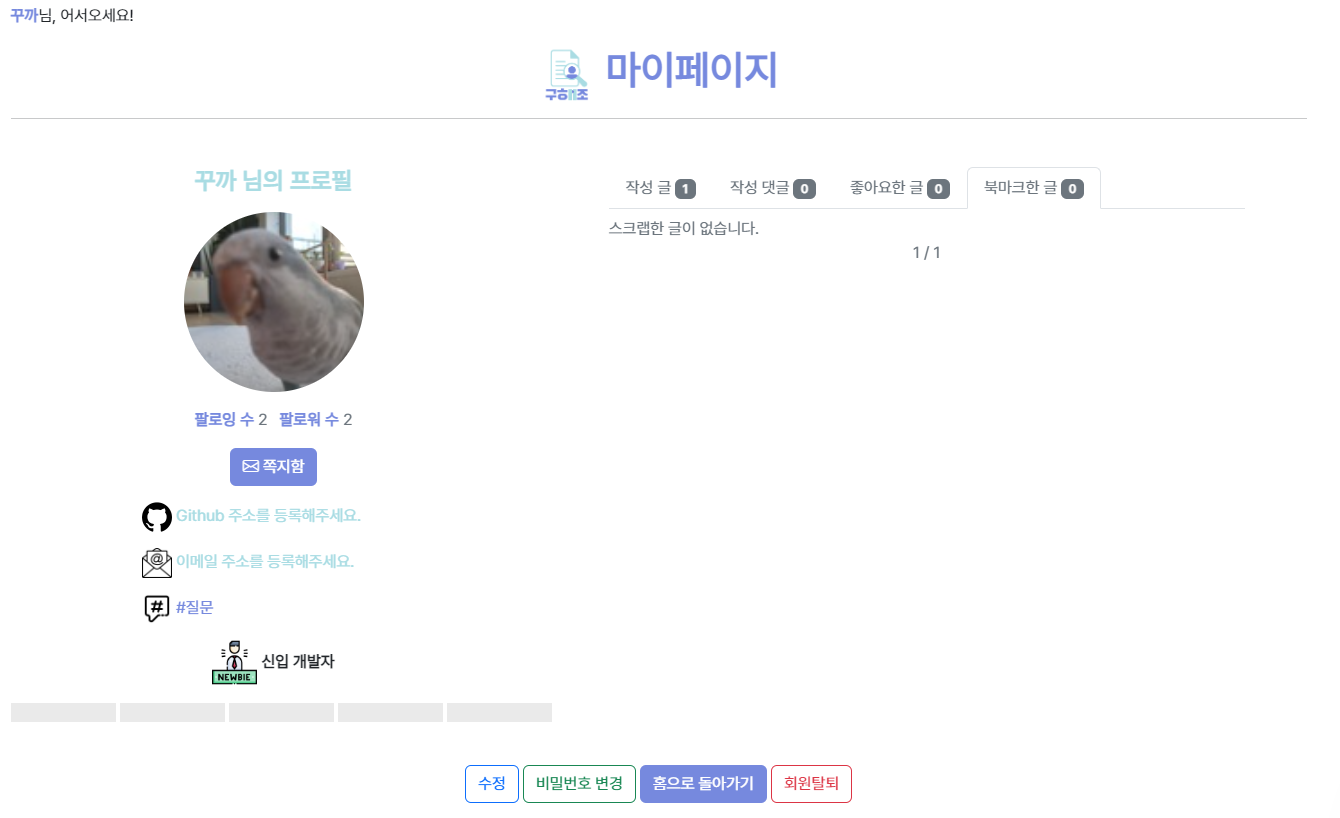 꾸까님, 어서오세요!
구해조 마이페이지
꾸까 님의 프로필
팔로잉 수 2 팔로워 수 2
쪽지함
Github 주소를 등록해주세요.
@ 이메일 주소를 등록해주세요.
# #질문
NEWBIE 신입 개발자
작성 글 1 작성 댓글 0 좋아요한 글 0 북마크한 글 0
스크랩한 글이 없습니다.
1 / 1
수정 비밀번호 변경 홈으로 돌아가기 회원탈퇴